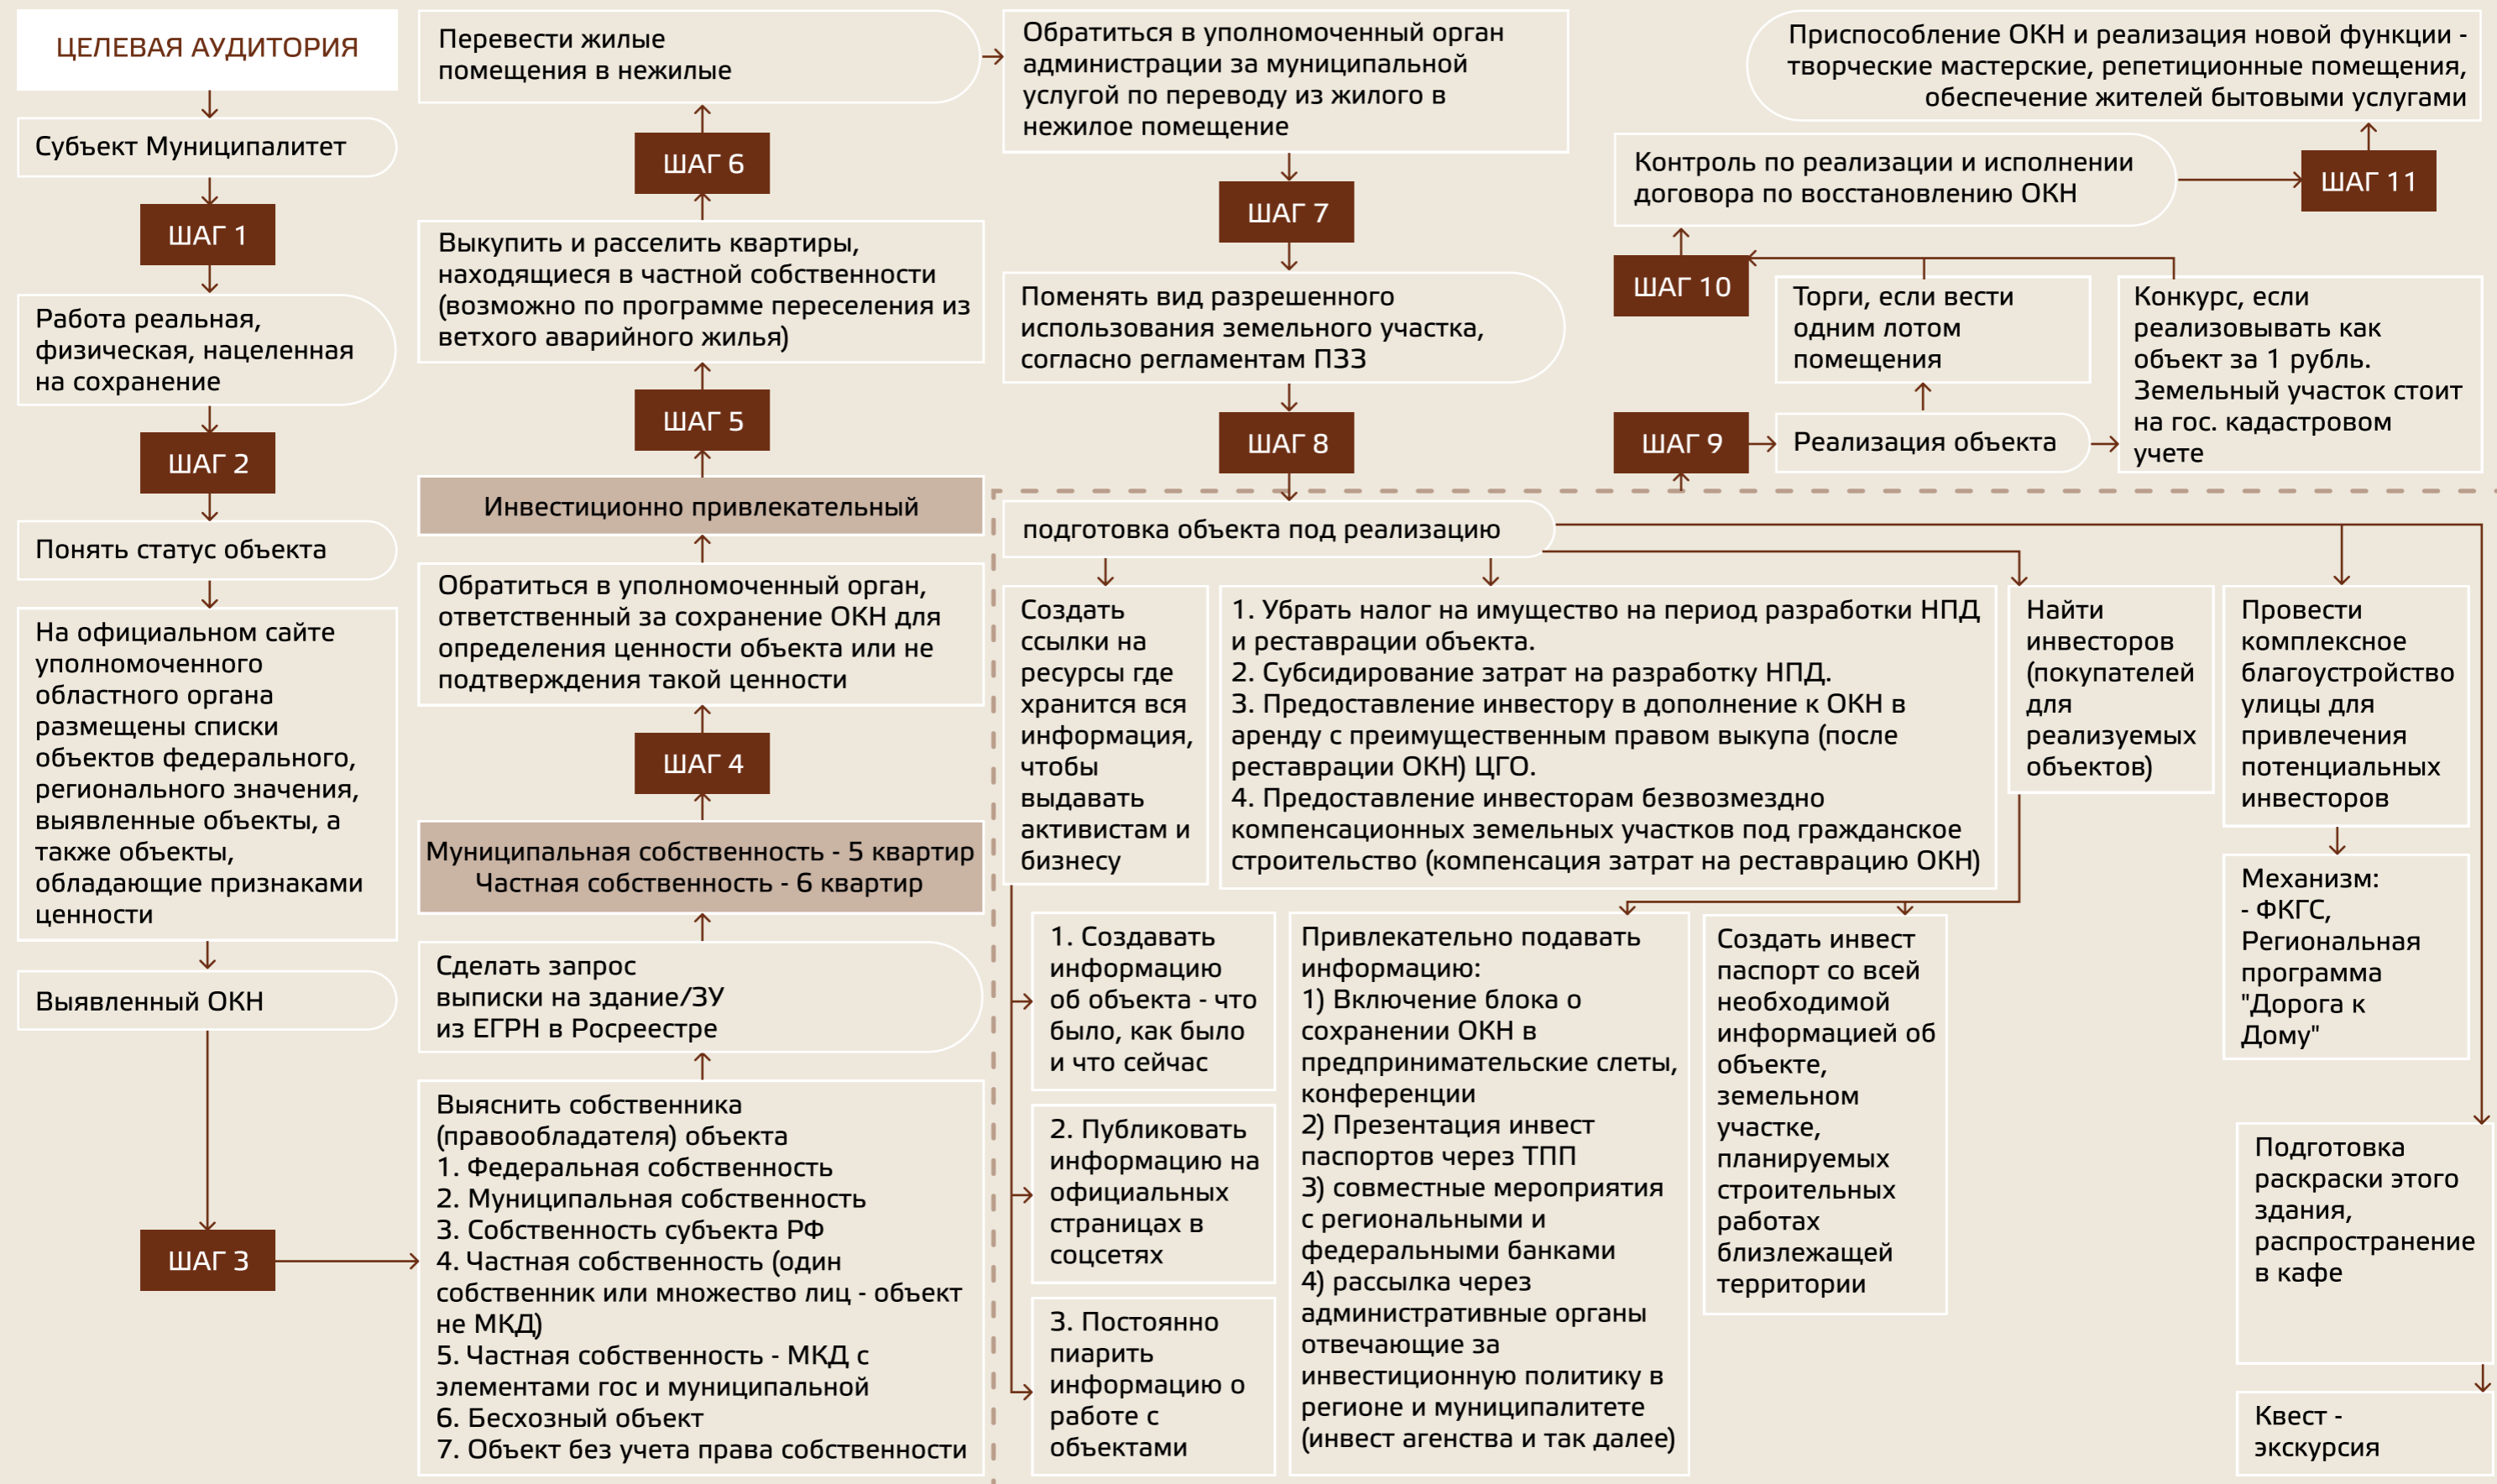 ЦЕЛЕВАЯ АУДИТОРИЯ
Субъект Муниципалитет
ШАГ 1
Работа реальная,
физическая, нацеленная
на сохранение
ШАГ 2
Понять статус объекта
На официальном сайте
уполномоченного
областного органа
размещены списки
объектов федерального,
регионального значения,
выявленные объекты, а
также объекты,
обладающие признаками
ценности
Выявленный ОКН
ШАГ 3
Выяснить собственника
(правообладателя) объекта
1. Федеральная собственность
2. Муниципальная собственность
3. Собственность субъекта РФ
4. Частная собственность (один
собственник или множество лиц - объект
не МКД)
5. Частная собственность - МКД с
элементами гос и муниципальной
6. Бесхозный объект
7. Объект без учета права собственности
Сделать запрос
выписки на здание/ЗУ
из ЕГРН в Росреестре
Муниципальная собственность - 5 квартир
Частная собственность - 6 квартир
ШАГ 4
Обратиться в уполномоченный орган,
ответственный за сохранение ОКН для
определения ценности объекта или не
подтверждения такой ценности
Инвестиционно привлекательный
ШАГ 5
Выкупить и расселить квартиры,
находящиеся в частной собственности
(возможно по программе переселения из
ветхого аварийного жилья)
ШАГ 6
Перевести жилые
помещения в нежилые
Обратиться в уполномоченный орган
администрации за муниципальной
услугой по переводу из жилого в
нежилое помещение
ШАГ 7
Поменять вид разрешенного
использования земельного участка,
согласно регламентам ПЗЗ
ШАГ 8
подготовка объекта под реализацию
Создать
ссылки на
ресурсы где
хранится вся
информация,
чтобы
выдавать
активистам и
бизнесу
1. Создавать
информацию
об объекта - что
было, как было
и что сейчас
2. Публиковать
информацию на
официальных
страницах в
соцсетях
3. Постоянно
пиарить
информацию о
работе с
объектами
1. Убрать налог на имущество на период разработки НПД
и реставрации объекта.
2. Субсидирование затрат на разработку НПД.
3. Предоставление инвестору в дополнение к ОКН в
аренду с преимущественным правом выкупа (после
реставрации ОКН) ЦГО.
4. Предоставление инвесторам безвозмездно
компенсационных земельных участков под гражданское
строительство (компенсация затрат на реставрацию ОКН)
Найти
инвесторов
(покупателей
для
реализуемых
объектов)
Привлекательно подавать
информацию:
1) Включение блока о
сохранении ОКН в
предпринимательские слеты,
конференции
2) Презентация инвест
паспортов через ТПП
3) совместные мероприятия
с региональными и
федеральными банками
4) рассылка через
административные органы
отвечающие за
инвестиционную политику в
регионе и муниципалитете
(инвест агенства и так далее)
Создать инвест
паспорт со всей
необходимой
информацией об
объекте,
земельном
участке,
планируемых
строительных
работах
близлежащей
территории
Провести
комплексное
благоустройство
улицы для
привлечения
потенциальных
инвесторов
Механизм:
- ФКГС,
Региональная
программа
"Дорога к
Дому"
Подготовка
раскраски этого
здания,
распространение
в кафе
Квест -
экскурсия
ШАГ 9
Реализация объекта
Торги, если вести
одним лотом
помещения
Конкурс, если
реализовывать как
объект за 1 рубль.
Земельный участок стоит
на гос. кадастровом
учете
ШАГ 10
Контроль по реализации и исполнении
договора по восстановлению ОКН
ШАГ 11
Приспособление ОКН и реализация новой функции -
творческие мастерские, репетиционные помещения,
обеспечение жителей бытовыми услугами